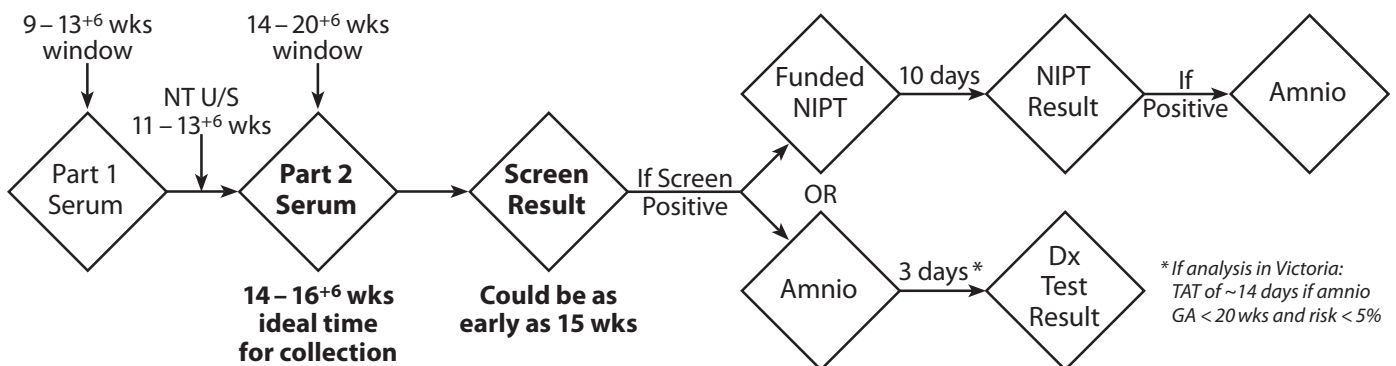 9 – 13+6 wks
window
NT U/S
11 – 13+6 wks
Part 1
Serum
14 – 20+6 wks
window
Part 2
Serum
14 – 16+6 wks
ideal time
for collection
Screen
Result
Could be as
early as 15 wks
If Screen
Positive
Funded
NIPT
10 days
NIPT
Result
If
Positive
Amnio
OR
Amnio
3 days*
Dx
Test
Result
* If analysis in Victoria:
TAT of ~14 days if amnio
GA < 20 wks and risk < 5%